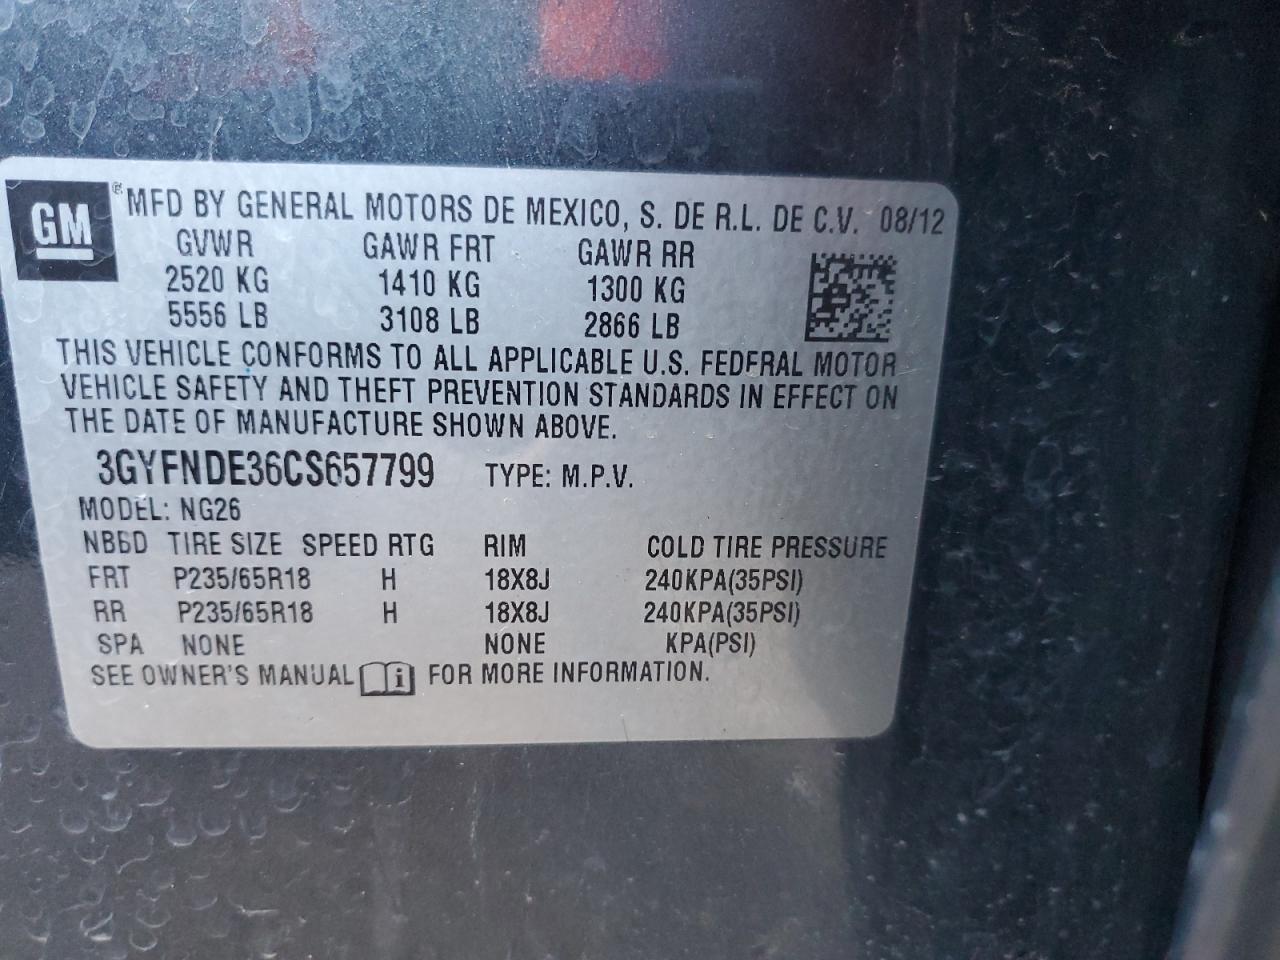 GM ® MFD BY GENERAL MOTORS DE MEXICO, S. DE R.L. DE C.V. 08/12
GVWR GAWR FRT GAWR RR
2520 KG 1410 KG 1300 KG
5556 LB 3108 LB 2866 LB
THIS VEHICLE CONFORMS TO ALL APPLICABLE U.S. FEDERAL MOTOR
VEHICLE SAFETY AND THEFT PREVENTION STANDARDS IN EFFECT ON
THE DATE OF MANUFACTURE SHOWN ABOVE.
3GYFNDE36CS657799 TYPE: M.P.V.
MODEL: NG26
NB6D TIRE SIZE SPEED RTG RIM COLD TIRE PRESSURE
FRT P235/65R18 H 18X8J 240KPA(35PSI)
RR P235/65R18 H 18X8J 240KPA(35PSI)
SPA NONE NONE KPA(PSI)
SEE OWNER'S MANUAL i FOR MORE INFORMATION.